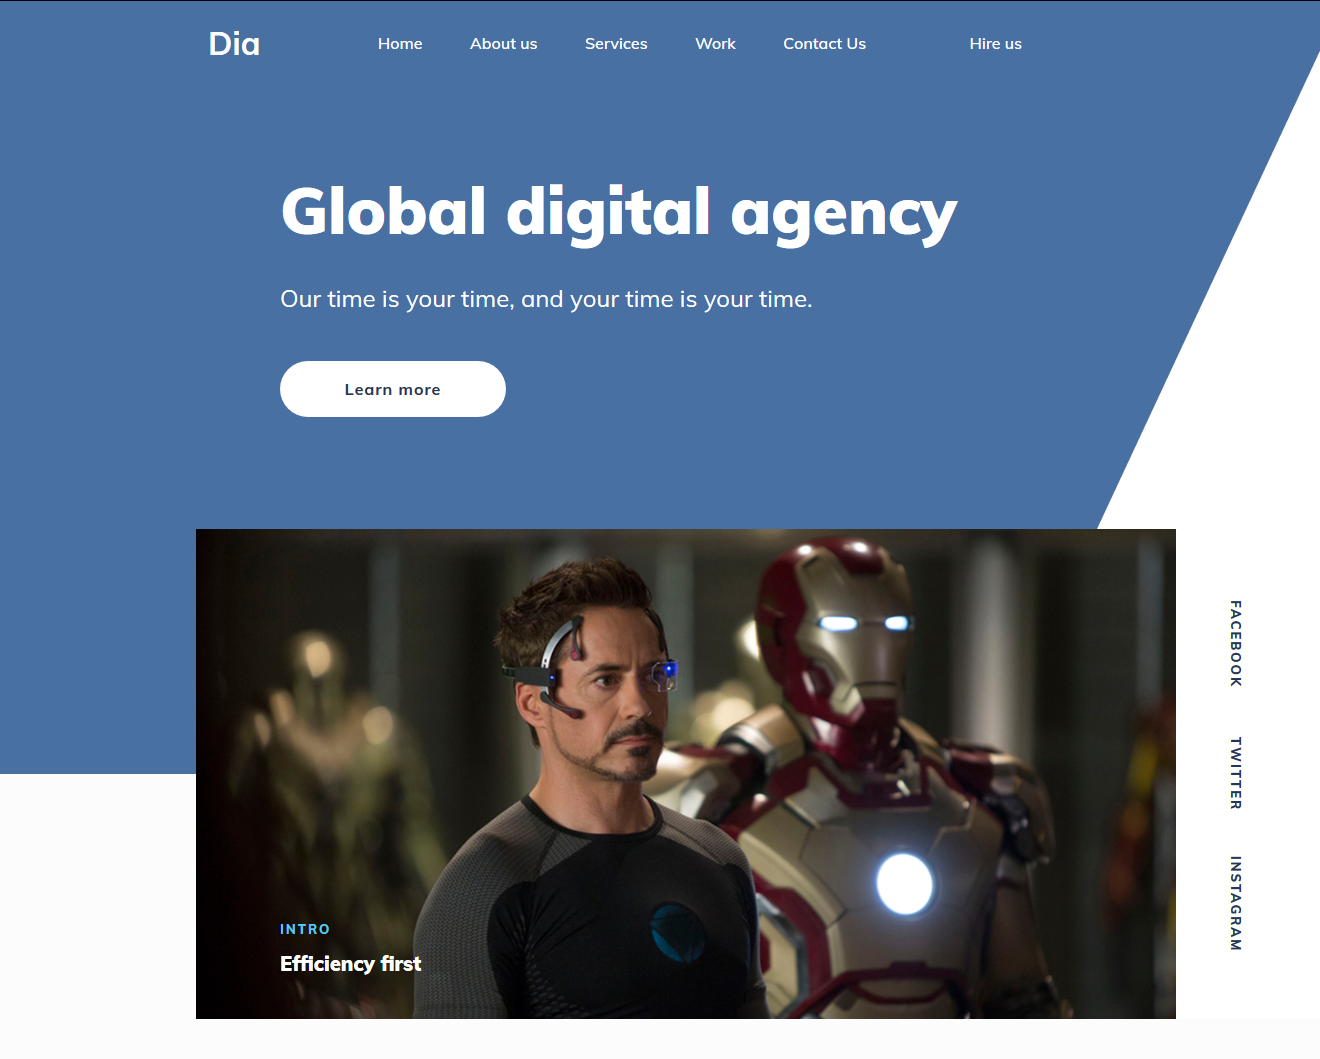 Dia
Home About us Services Work Contact Us Hire us
Global digital agency
Our time is your time, and your time is your time.
Learn more
INTRO
Efficiency first
FACEBOOK
TWITTER
INSTAGRAM